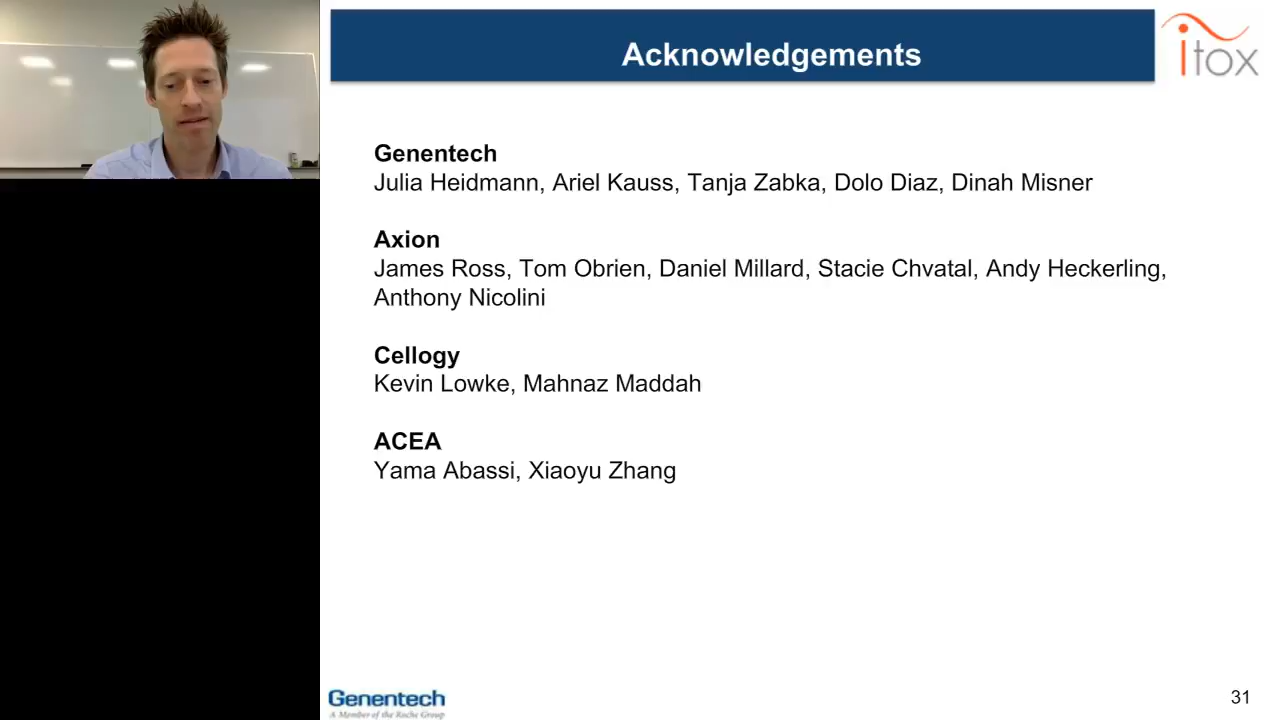 Acknowledgements
itox
Genentech
Julia Heidmann, Ariel Kauss, Tanja Zabka, Dolo Diaz, Dinah Misner
Axion
James Ross, Tom Obrien, Daniel Millard, Stacie Chvatal, Andy Heckerling,
Anthony Nicolini
Cellogy
Kevin Lowke, Mahnaz Maddah
ACEA
Yama Abassi, Xiaoyu Zhang
Genentech
A Member of the Roche Group
31